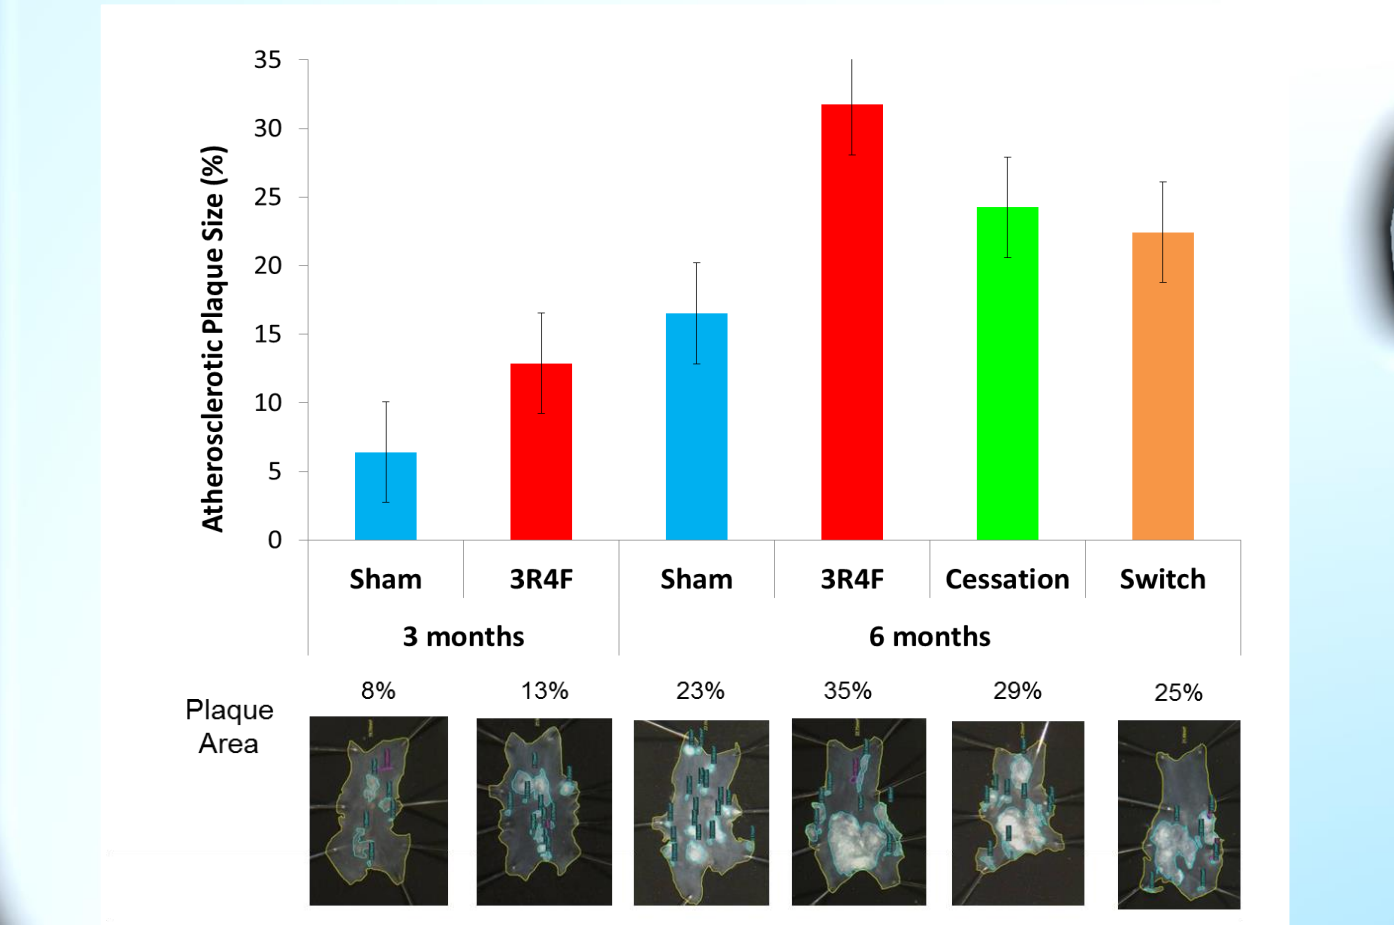 Atherosclerotic Plaque Size (%)
35
30
25
20
15
10
5
0
Sham 3R4F Sham 3R4F Cessation Switch
3 months 6 months
8% 13% 23% 35% 29% 25%
Plaque
Area